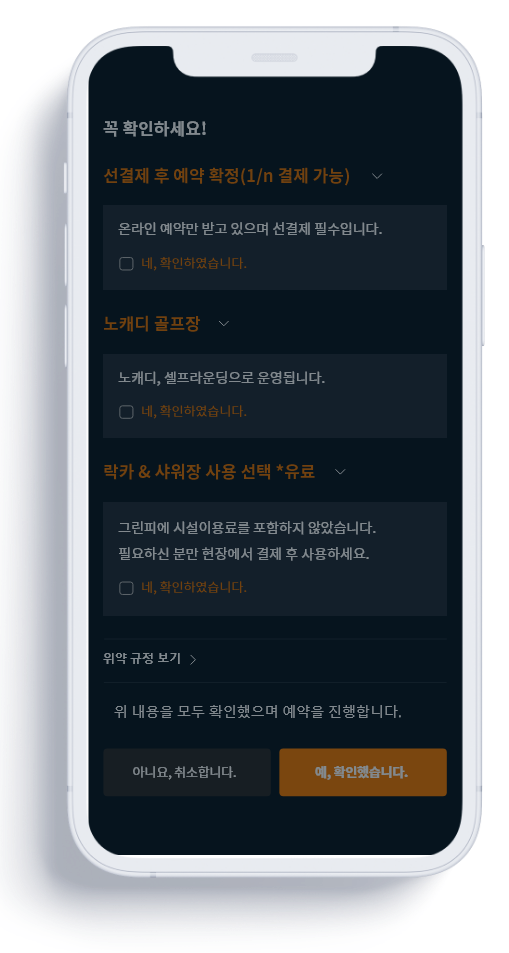 꼭 확인하세요!
선결제 후 예약 확정(1/n 결제 가능)
온라인 예약만 받고 있으며 선결제 필수입니다.
네, 확인하였습니다.
노캐디 골프장
노캐디, 셀프라운딩으로 운영됩니다.
네, 확인하였습니다.
락카 & 샤워장 사용 선택 *유료
그린피에 시설이용료를 포함하지 않았습니다.
필요하신 분만 현장에서 결제 후 사용하세요.
네, 확인하였습니다.
위약 규정 보기
위 내용을 모두 확인했으며 예약을 진행합니다.
아니요, 취소합니다.
예, 확인했습니다.